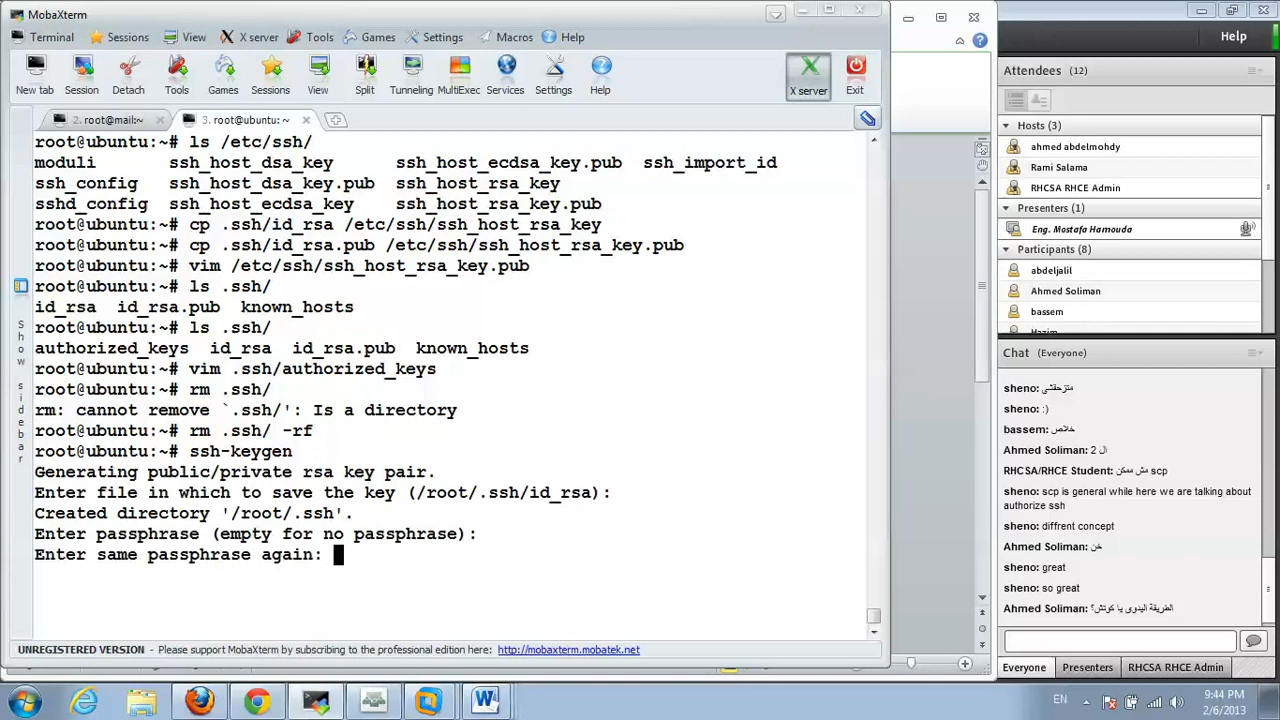 MobaXterm
Terminal Sessions View X server Tools Games Settings Macros Help
New tab Session Detach Tools Games Sessions View Split Tunneling MultiExec Services Settings Help X server Exit
2. root@mail:~ 3. root@ubuntu: ~
root@ubuntu:~# ls /etc/ssh/
moduli ssh_host_dsa_key ssh_host_ecdsa_key.pub ssh_import_id
ssh_config ssh_host_dsa_key.pub ssh_host_rsa_key
sshd_config ssh_host_ecdsa_key ssh_host_rsa_key.pub
root@ubuntu:~# cp .ssh/id_rsa /etc/ssh/ssh_host_rsa_key
root@ubuntu:~# cp .ssh/id_rsa.pub /etc/ssh/ssh_host_rsa_key.pub
root@ubuntu:~# vim /etc/ssh/ssh_host_rsa_key.pub
root@ubuntu:~# ls .ssh/
id_rsa id_rsa.pub known_hosts
root@ubuntu:~# ls .ssh/
authorized_keys id_rsa id_rsa.pub known_hosts
root@ubuntu:~# vim .ssh/authorized_keys
root@ubuntu:~# rm .ssh/
rm: cannot remove `.ssh/': Is a directory
root@ubuntu:~# rm .ssh/ -rf
root@ubuntu:~# ssh-keygen
Generating public/private rsa key pair.
Enter file in which to save the key (/root/.ssh/id_rsa):
Created directory '/root/.ssh'.
Enter passphrase (empty for no passphrase):
Enter same passphrase again:
Show sidebar
UNREGISTERED VERSION - Please support MobaXterm by subscribing to the professional edition here: http://mobaxterm.mobatek.net
Help
Attendees (12)
Hosts (3)
ahmed abdelmohdy
Rami Salama
RHCSA RHCE Admin
Presenters (1)
Eng. Mostafa Hamouda
Participants (8)
abdeljalil
Ahmed Soliman
bassem
Hazim
Chat (Everyone)
sheno: متزحقش
sheno: :)
bassem: خلاص
Ahmed Soliman: ال 2
RHCSA/RHCE Student: مش ممكن scp
sheno: scp is general while here we are talking about
authorize ssh
sheno: diffrent concept
Ahmed Soliman: خن
sheno: great
sheno: so great
Ahmed Soliman: الطريقة اليدوى يا كوتش؟
Everyone Presenters RHCSA RHCE Admin
EN
9:44 PM
2/6/2013